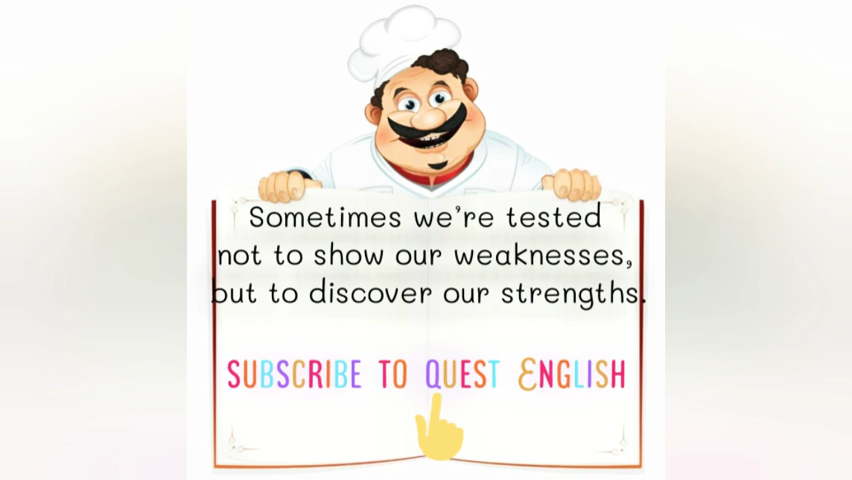 Sometimes we're tested
not to show our weaknesses,
but to discover our strengths.
SUBSCRIBE TO QUEST ENGLISH